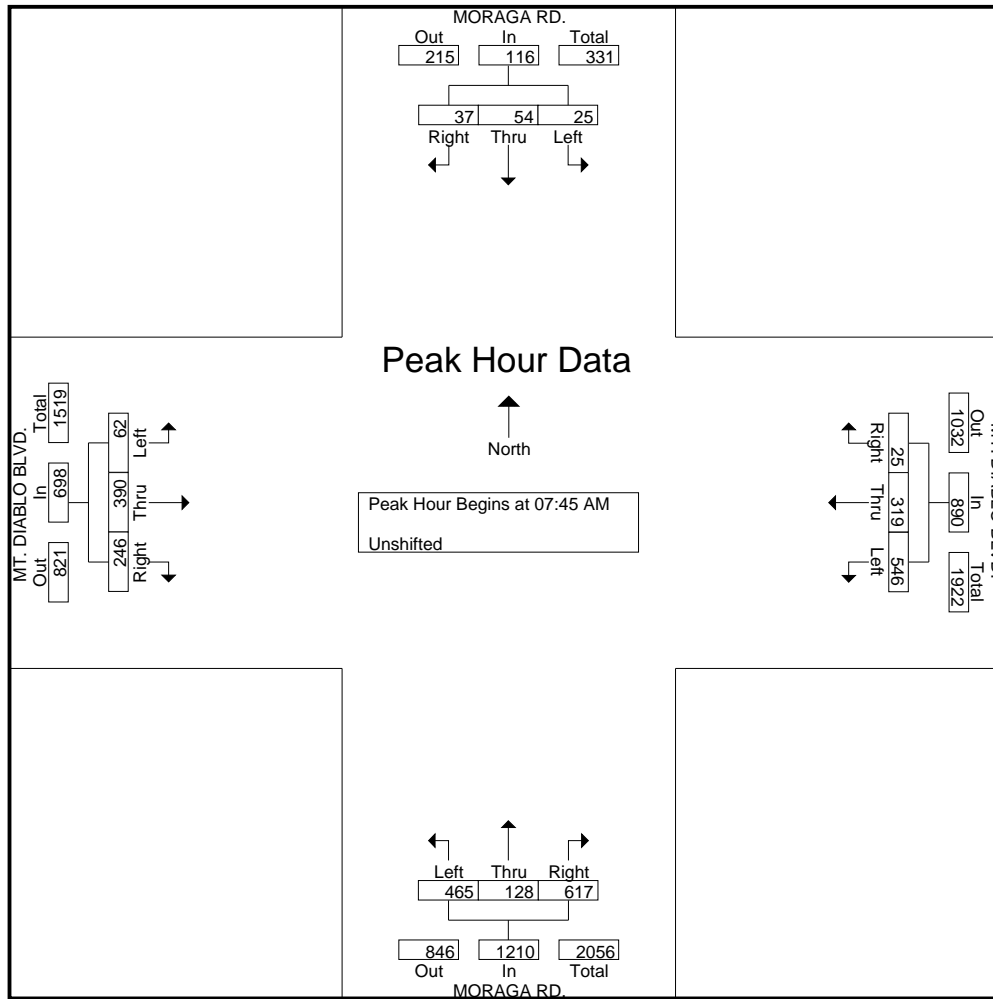 MORAGA RD.
Out In Total
215 116 331
37 54 25
Right Thru Left
Peak Hour Data
North
Peak Hour Begins at 07:45 AM
Unshifted
MT. DIABLO BLVD.
Out In Total
821 698 1519
246 390 62
Right Thru Left
Out In Total
1032 890 1922
25 319 546
Right Thru Left
Left Thru Right
465 128 617
846 1210 2056
Out In Total
MORAGA RD.